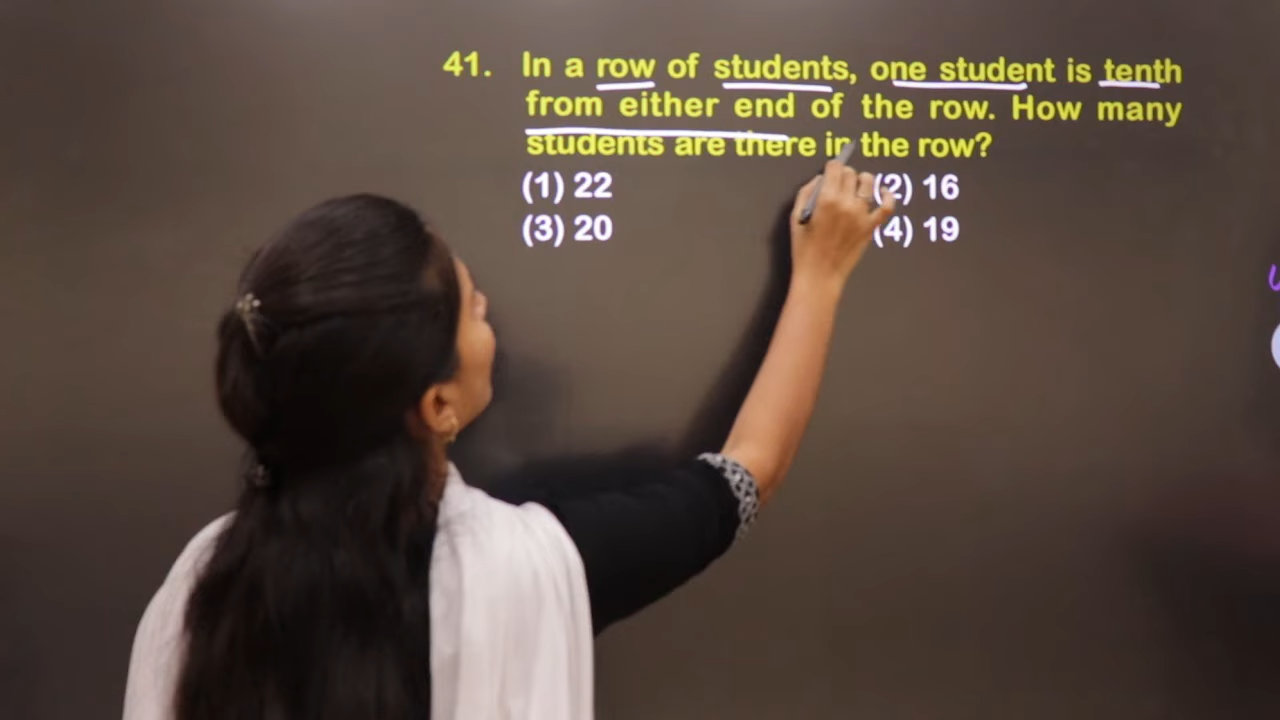 41. In a row of students, one student is tenth
from either end of the row. How many
students are there in the row?
(1) 22 (2) 16
(3) 20 (4) 19